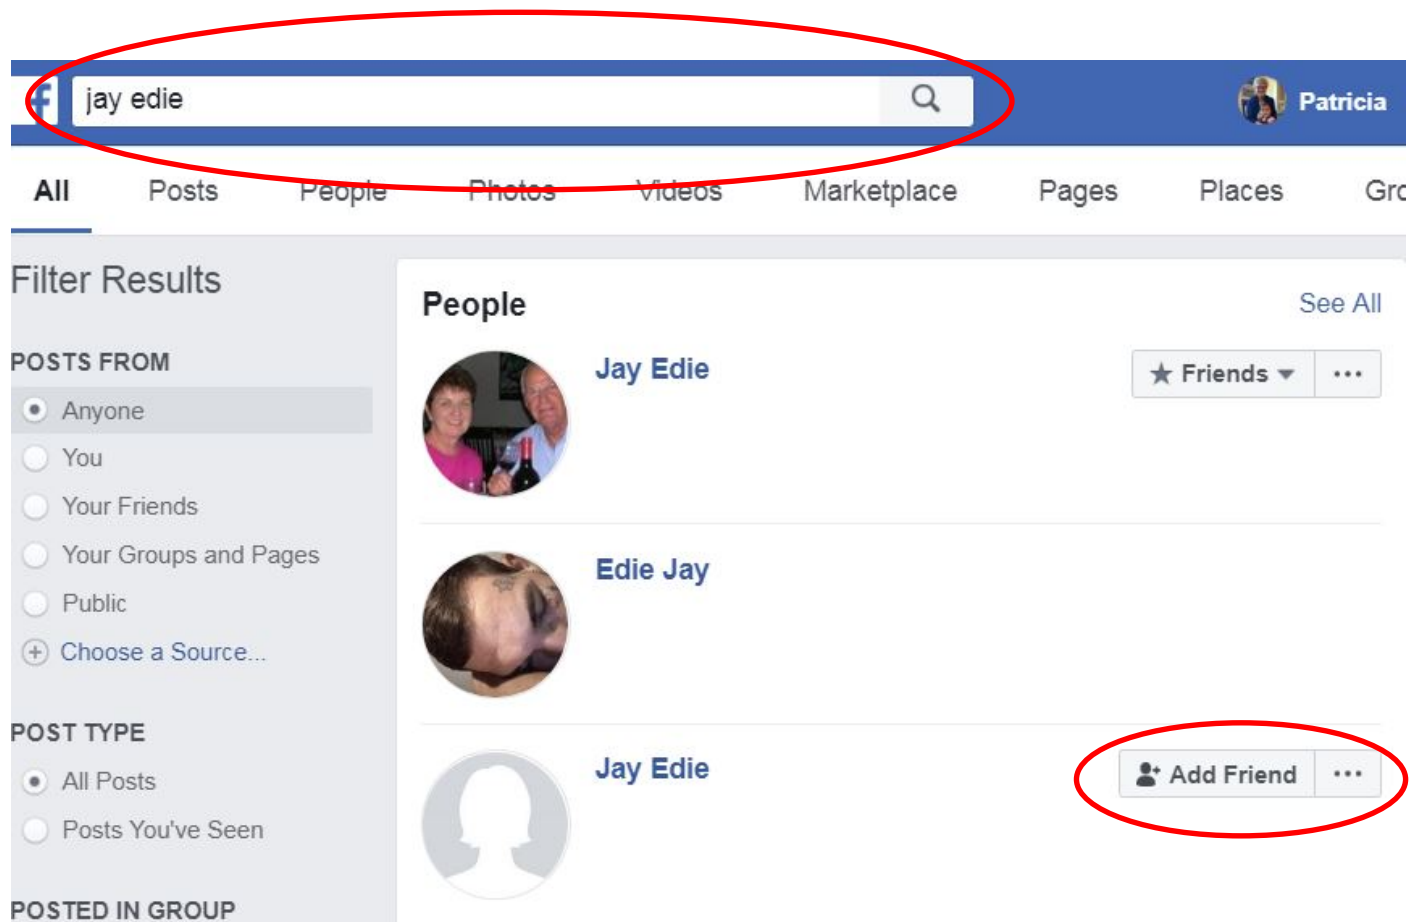 f jay edie Patricia
All Posts People Photos Videos Marketplace Pages Places Gro
Filter Results
POSTS FROM
Anyone
You
Your Friends
Your Groups and Pages
Public
Choose a Source...
POST TYPE
All Posts
Posts You've Seen
POSTED IN GROUP
People See All
Jay Edie Friends
Edie Jay
Jay Edie Add Friend